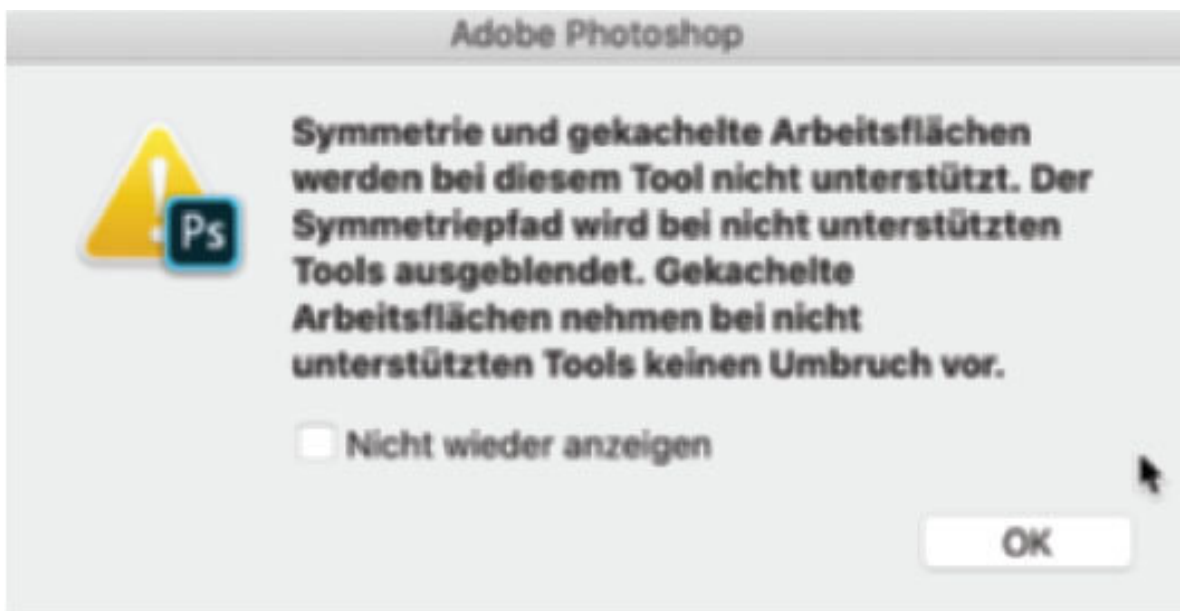 Adobe Photoshop
Symmetrie und gekachelte Arbeitsflächen
werden bei diesem Tool nicht unterstützt. Der
Symmetriepfad wird bei nicht unterstützten
Tools ausgeblendet. Gekachelte
Arbeitsflächen nehmen bei nicht
unterstützten Tools keinen Umbruch vor.
Ps
Nicht wieder anzeigen
OK